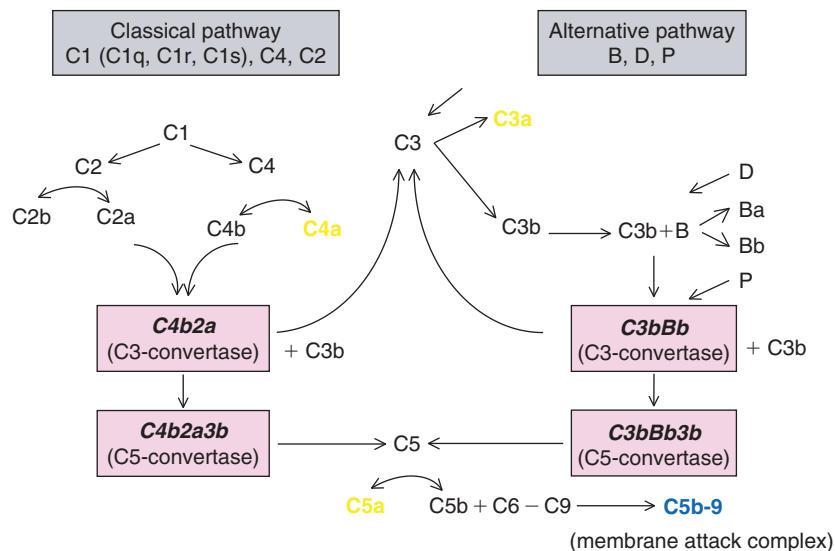 Classical pathway
C1 (C1q, C1r, C1s), C4, C2
Alternative pathway
B, D, P
C1
C2
C4
C2b
C2a
C4b
C4a
C3
C3a
C3b
C3b+B
D
Ba
Bb
P
C4b2a
(C3-convertase)
+ C3b
C3bBb
(C3-convertase)
+ C3b
C4b2a3b
(C5-convertase)
C5
C3bBb3b
(C5-convertase)
C5a
C5b + C6 − C9
C5b-9
(membrane attack complex)